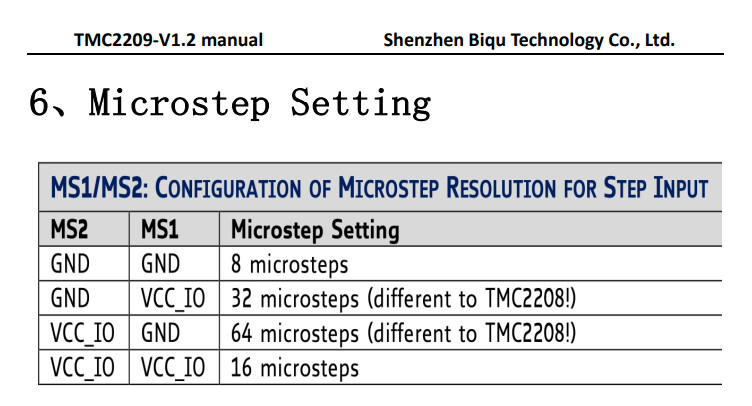 TMC2209-V1.2 manual Shenzhen Biqu Technology Co., Ltd.
6、Microstep Setting
MS1/MS2: CONFIGURATION OF MICROSTEP RESOLUTION FOR STEP INPUT
MS2 MS1 Microstep Setting
GND GND 8 microsteps
GND VCC_IO 32 microsteps (different to TMC2208!)
VCC_IO GND 64 microsteps (different to TMC2208!)
VCC_IO VCC_IO 16 microsteps